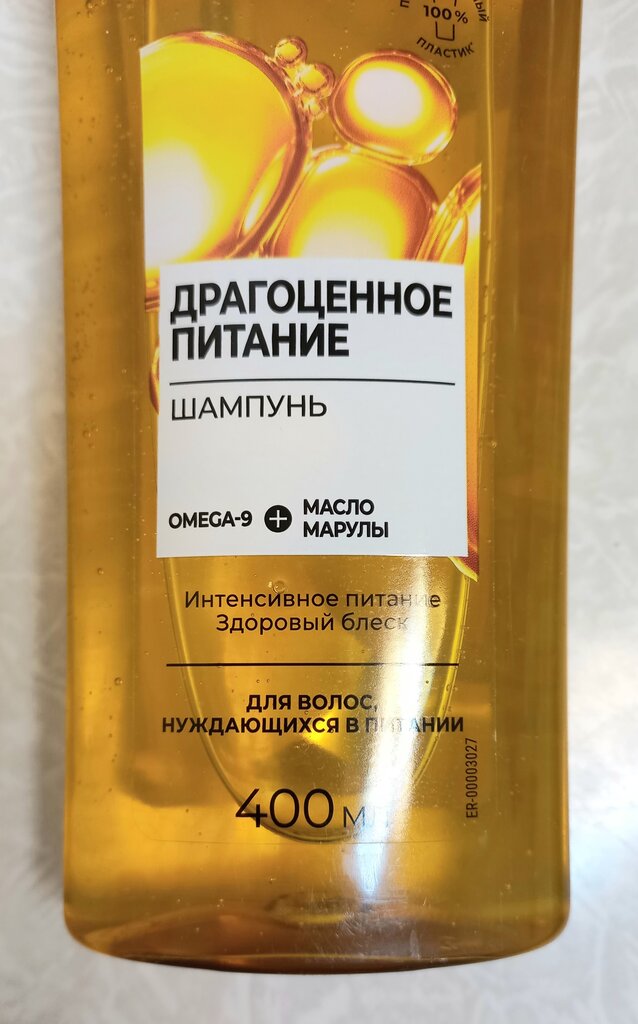 100%
ПЛАСТИК
ДРАГОЦЕННОЕ
ПИТАНИЕ
ШАМПУНЬ
OMEGA-9 + МАСЛО
МАРУЛЫ
Интенсивное питание
Здоровый блеск
ДЛЯ ВОЛОС,
НУЖДАЮЩИХСЯ В ПИТАНИИ
400 МЛ
ER-00003027